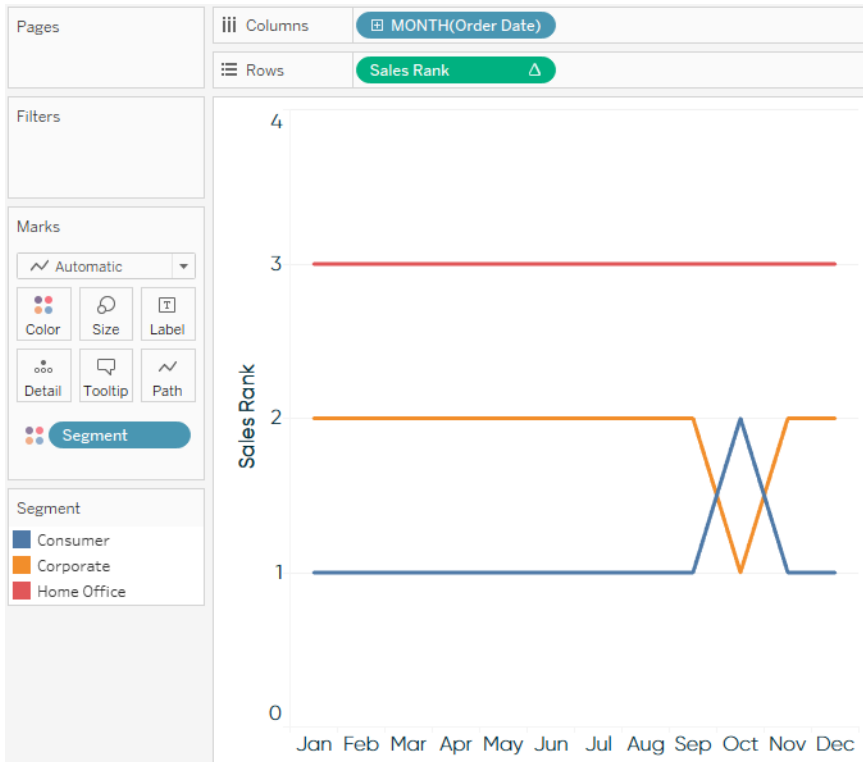 Pages
Columns
MONTH(Order Date)
Rows
Sales Rank
Filters
Marks
Automatic
Color Size Label
Detail Tooltip Path
Segment
Segment
Consumer
Corporate
Home Office
Sales Rank
4
3
2
1
0
Jan Feb Mar Apr May Jun Jul Aug Sep Oct Nov Dec